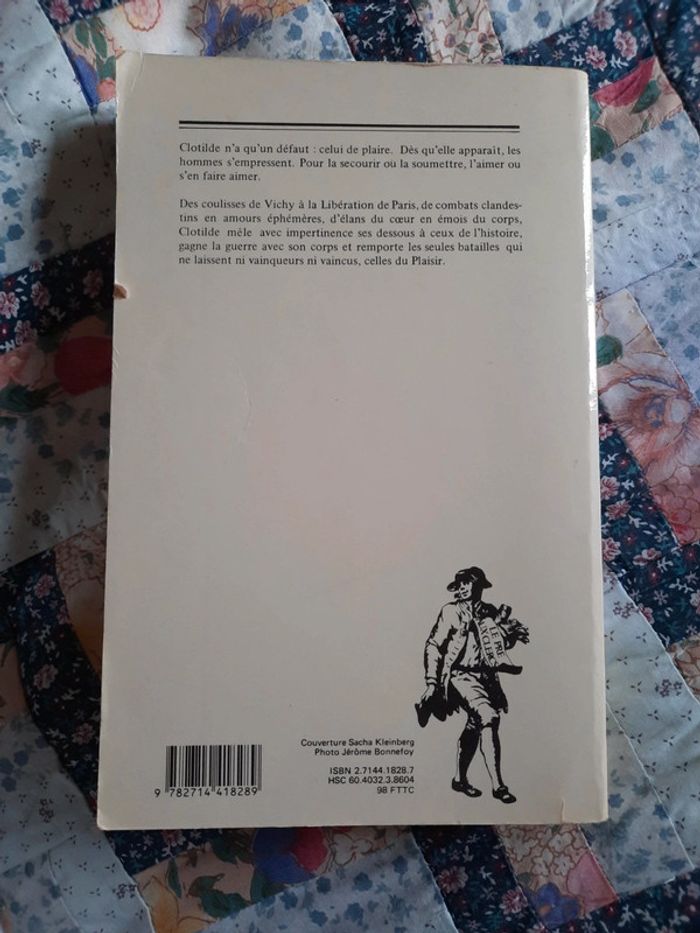 Clotilde n'a qu'un défaut : celui de plaire. Dès qu'elle apparaît, les
hommes s'empressent. Pour la secourir ou la soumettre, l'aimer ou
s'en faire aimer.
Des coulisses de Vichy à la Libération de Paris, de combats clandes-
tins en amours éphémères, d'élans du cœur en émois du corps,
Clotilde mêle avec impertinence ses dessous à ceux de l'histoire,
gagne la guerre avec son corps et remporte les seules batailles qui
ne laissent ni vainqueurs ni vaincus, celles du Plaisir.
LE PRE
UX CLERC
Couverture Sacha Kleinberg
Photo Jérôme Bonnefoy
ISBN 2.7144.1828.7
HSC 60.4032.3.8604
98 FTTC
9 782714 418289